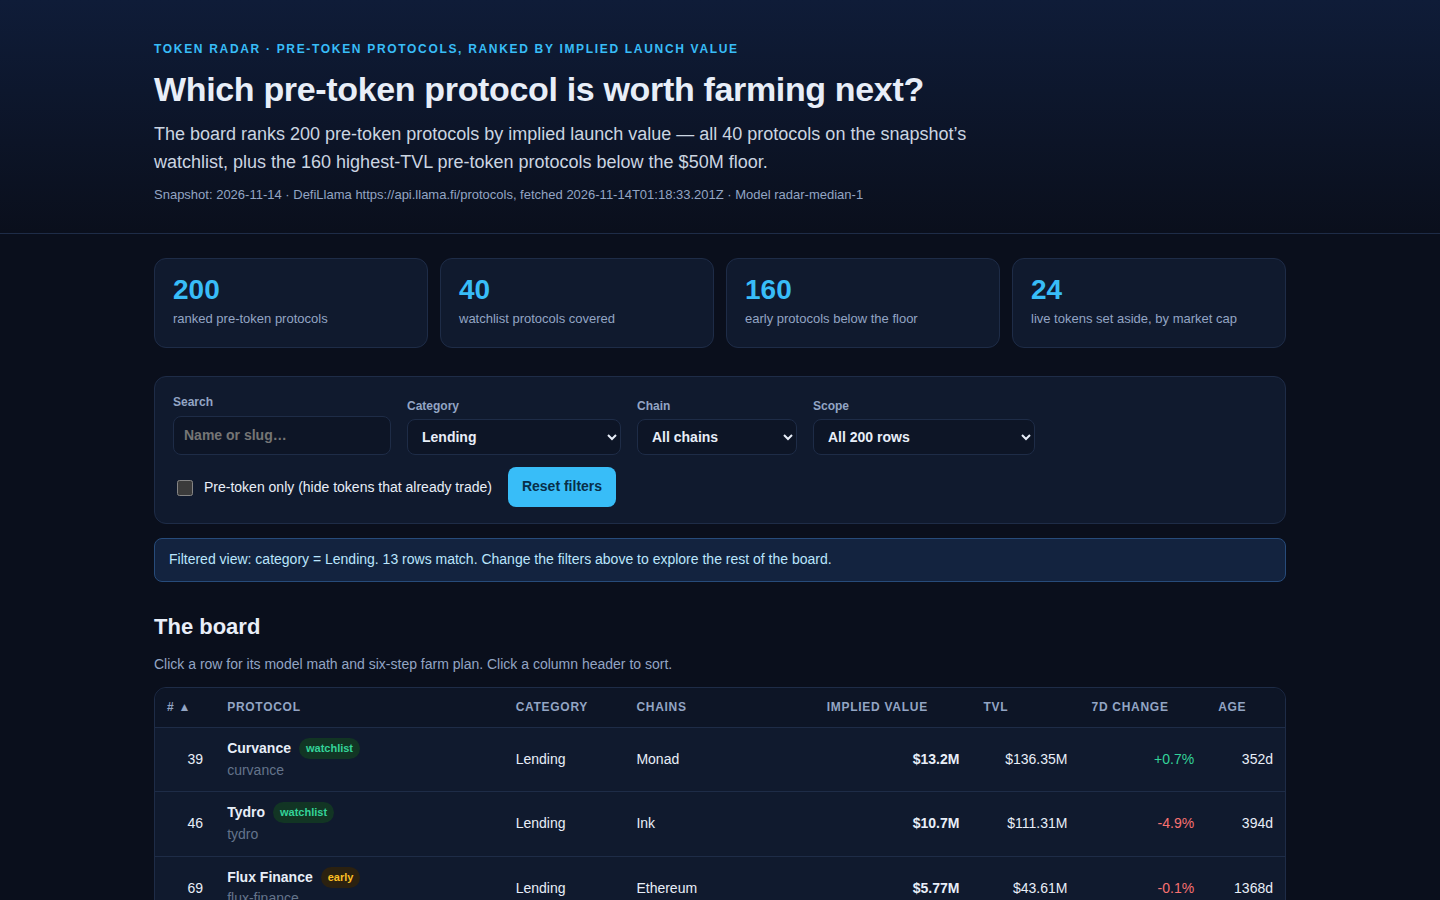 TOKEN RADAR · PRE-TOKEN PROTOCOLS, RANKED BY IMPLIED LAUNCH VALUE
Which pre-token protocol is worth farming next?
The board ranks 200 pre-token protocols by implied launch value — all 40 protocols on the snapshot's
watchlist, plus the 160 highest-TVL pre-token protocols below the $50M floor.
Snapshot: 2026-11-14 · DefiLlama https://api.llama.fi/protocols, fetched 2026-11-14T01:18:33.201Z · Model radar-median-1
200
ranked pre-token protocols
40
watchlist protocols covered
160
early protocols below the floor
24
live tokens set aside, by market cap
Search
Name or slug…
Category
Lending
Chain
All chains
Scope
All 200 rows
Pre-token only (hide tokens that already trade)
Reset filters
Filtered view: category = Lending. 13 rows match. Change the filters above to explore the rest of the board.
The board
Click a row for its model math and six-step farm plan. Click a column header to sort.
# ▲ PROTOCOL CATEGORY CHAINS IMPLIED VALUE TVL 7D CHANGE AGE
39 Curvance watchlist Lending Monad $13.2M $136.35M +0.7% 352d
curvance
46 Tydro watchlist Lending Ink $10.7M $111.31M -4.9% 394d
tydro
69 Flux Finance early Lending Ethereum $5.77M $43.61M -0.1% 1368d
flux-finance